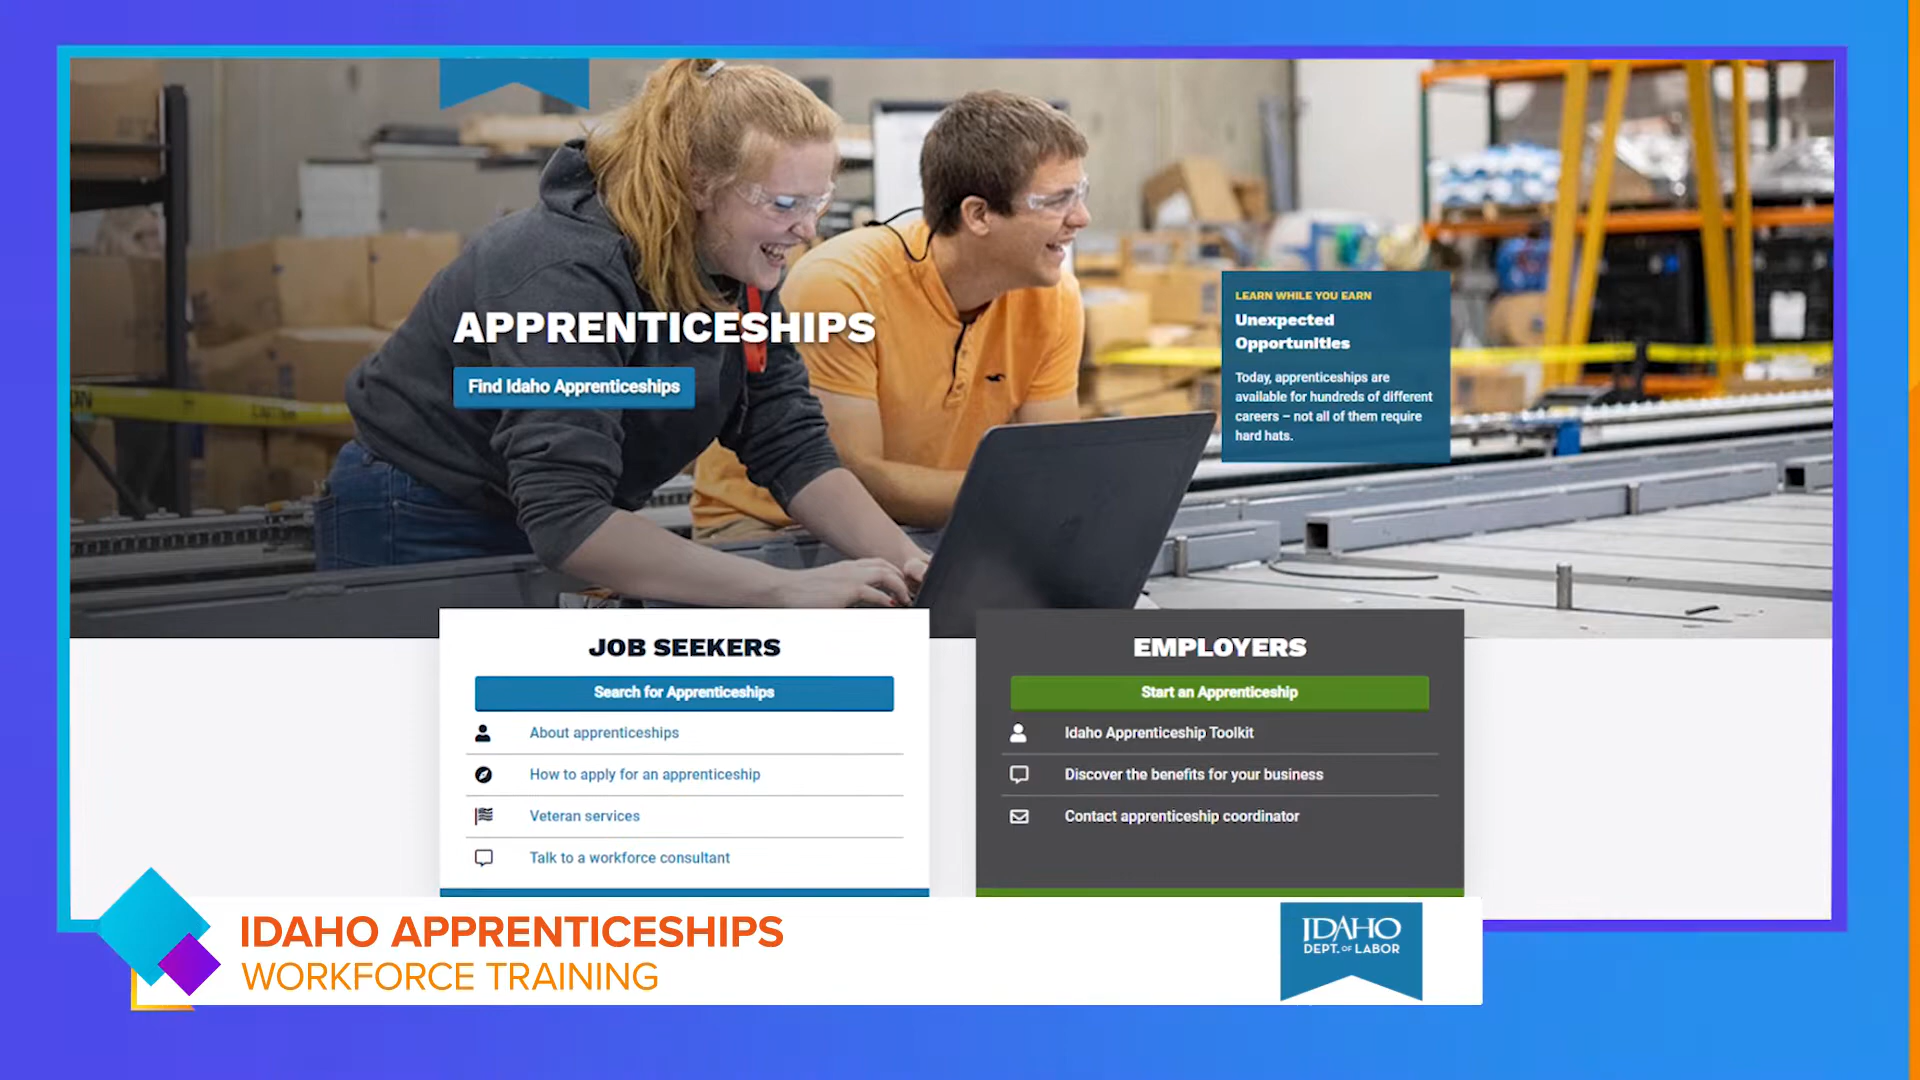 APPRENTICESHIPS
Find Idaho Apprenticeships
LEARN WHILE YOU EARN
Unexpected
Opportunities
Today, apprenticeships are
available for hundreds of different
careers – not all of them require
hard hats.
JOB SEEKERS
Search for Apprenticeships
About apprenticeships
How to apply for an apprenticeship
Veteran services
Talk to a workforce consultant
EMPLOYERS
Start an Apprenticeship
Idaho Apprenticeship Toolkit
Discover the benefits for your business
Contact apprenticeship coordinator
IDAHO APPRENTICESHIPS
WORKFORCE TRAINING
IDAHO
DEPT. OF LABOR